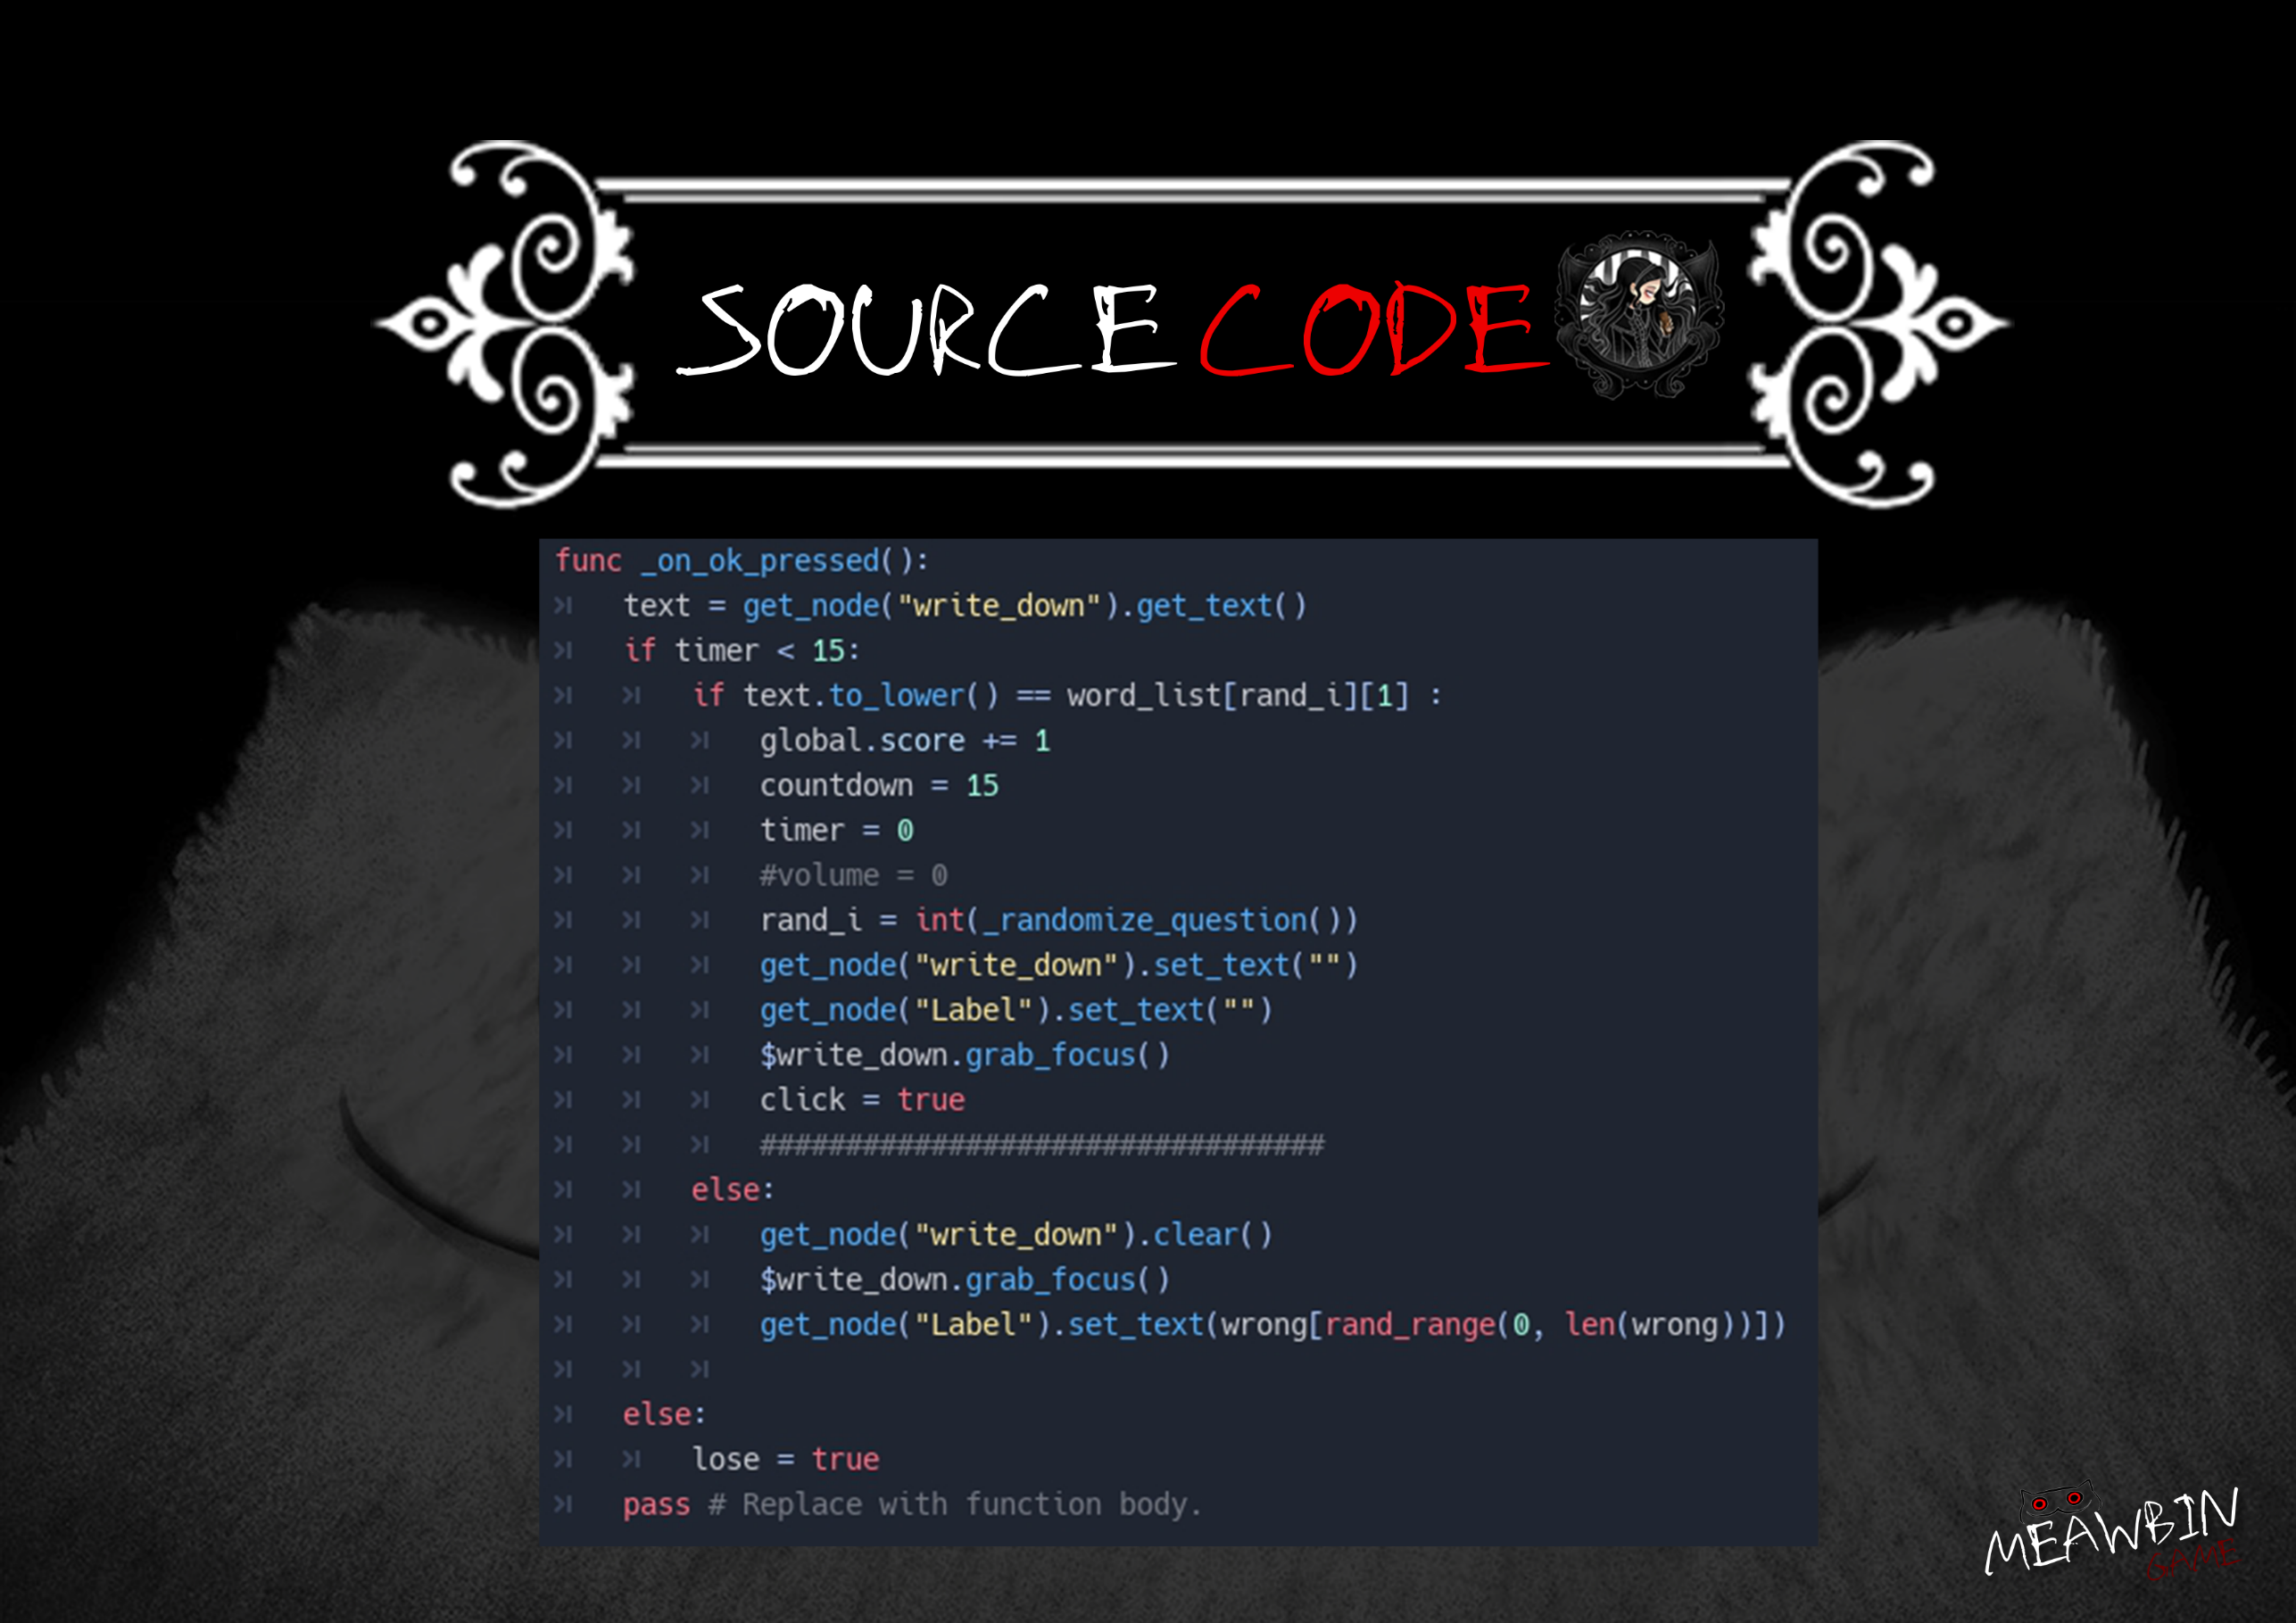 SOURCE CODE
func _on_ok_pressed():
text = get_node("write_down").get_text()
if timer < 15:
if text.to_lower() == word_list[rand_i][1] :
global.score += 1
countdown = 15
timer = 0
#volume = 0
rand_i = int(_randomize_question())
get_node("write_down").set_text("")
get_node("Label").set_text("")
$write_down.grab_focus()
click = true
#################################
else:
get_node("write_down").clear()
$write_down.grab_focus()
get_node("Label").set_text(wrong[rand_range(0, len(wrong))])
else:
lose = true
pass # Replace with function body.
MEAWBIN
GAME